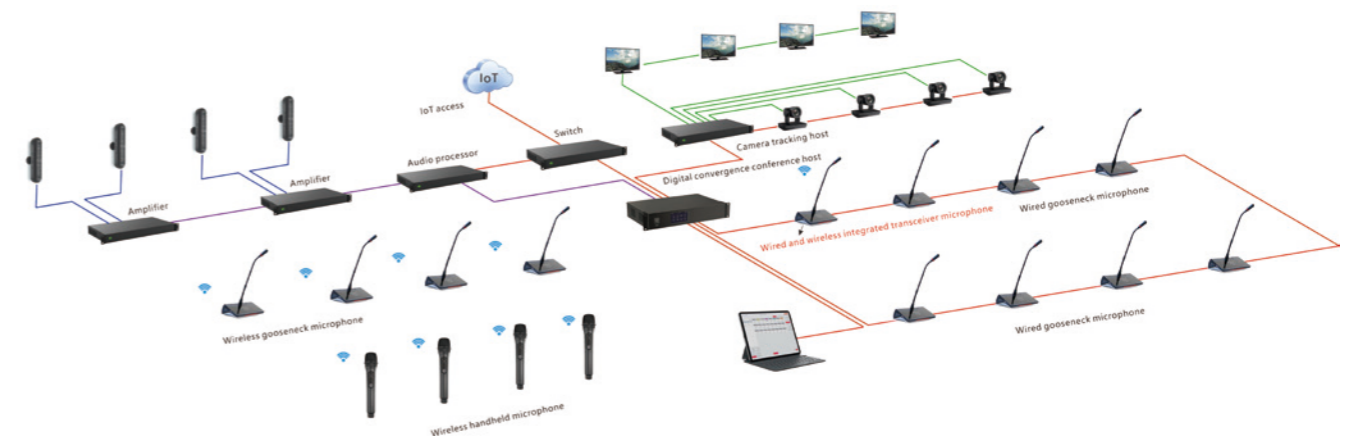 IoT
IoT access
Switch
Audio processor
Camera tracking host
Digital convergence conference host
Amplifier
Amplifier
Wired gooseneck microphone
Wired and wireless integrated transceiver microphone
Wireless gooseneck microphone
Wired gooseneck microphone
Wireless handheld microphone